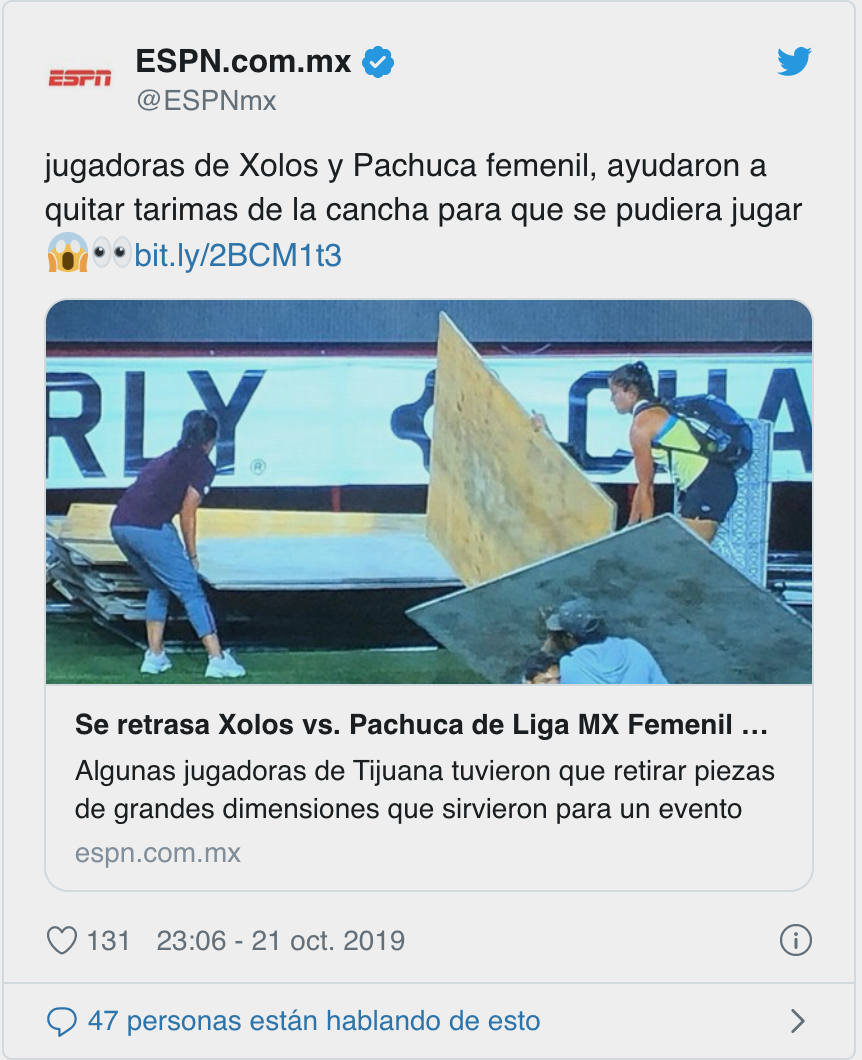 ESPN
ESPN.com.mx
@ESPNmx
jugadoras de Xolos y Pachuca femenil, ayudaron a
quitar tarimas de la cancha para que se pudiera jugar
😱👀bit.ly/2BCM1t3
RLY ® CHA
Se retrasa Xolos vs. Pachuca de Liga MX Femenil ...
Algunas jugadoras de Tijuana tuvieron que retirar piezas
de grandes dimensiones que sirvieron para un evento
espn.com.mx
131 23:06 - 21 oct. 2019
47 personas están hablando de esto